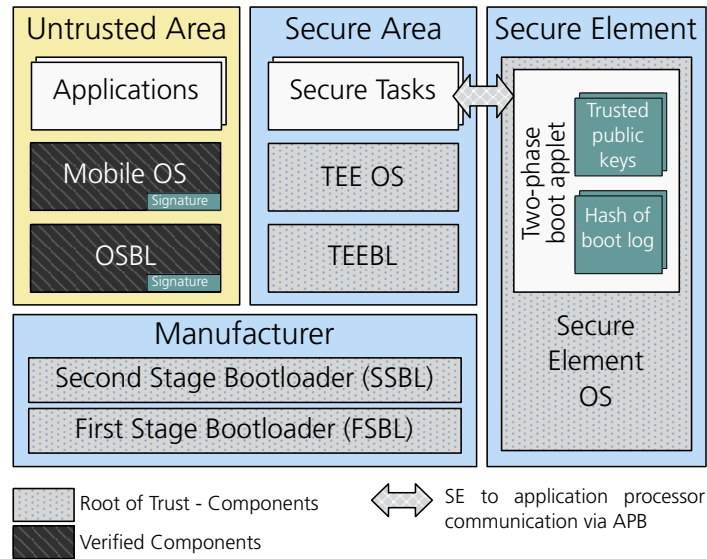 Untrusted Area
Applications
Mobile OS
Signature
OSBL
Signature
Secure Area
Secure Tasks
TEE OS
TEEBL
Secure Element
Two-phase
boot applet
Trusted
public
keys
Hash of
boot log
Secure
Element
OS
Manufacturer
Second Stage Bootloader (SSBL)
First Stage Bootloader (FSBL)
Root of Trust - Components
Verified Components
SE to application processor
communication via APB